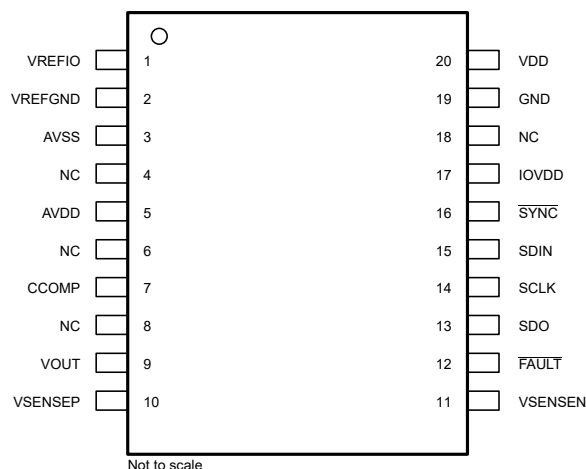 VREFIO 1 20 VDD
VREFGND 2 19 GND
AVSS 3 18 NC
NC 4 17 IOVDD
AVDD 5 16 SYNC
NC 6 15 SDIN
CCOMP 7 14 SCLK
NC 8 13 SDO
VOUT 9 12 FAULT
VSENSEP 10 11 VSENSEN
Not to scale